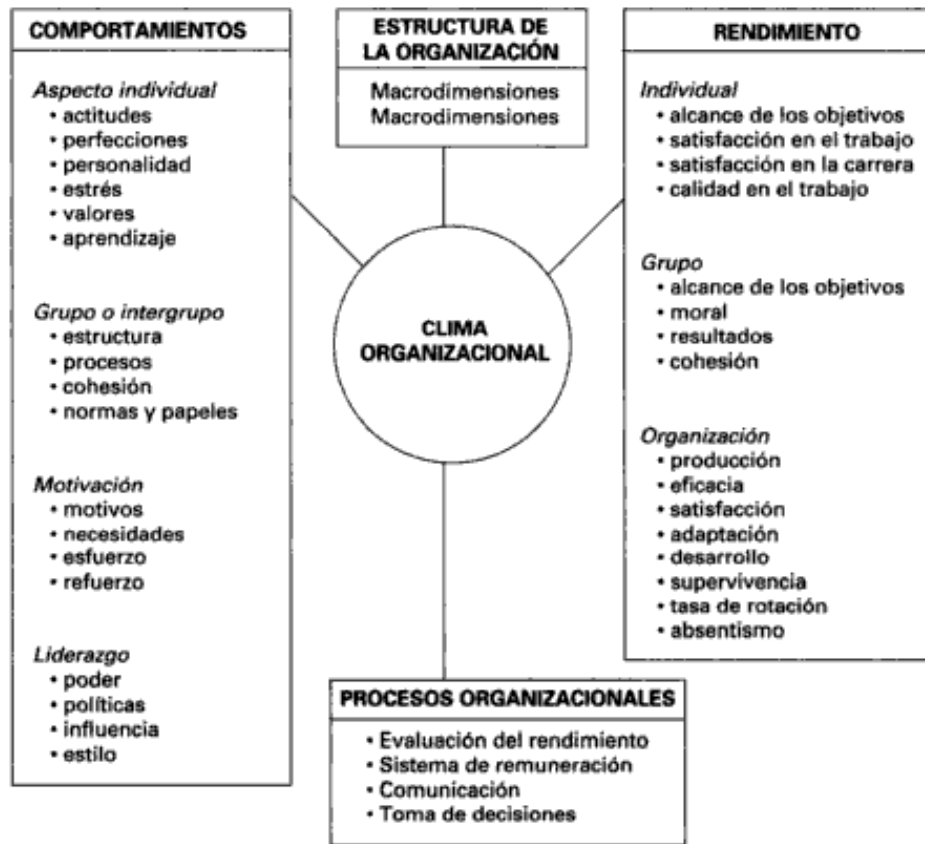 COMPORTAMIENTOS
Aspecto individual
• actitudes
• perfecciones
• personalidad
• estrés
• valores
• aprendizaje
Grupo o intergrupo
• estructura
• procesos
• cohesión
• normas y papeles
Motivación
• motivos
• necesidades
• esfuerzo
• refuerzo
Liderazgo
• poder
• políticas
• influencia
• estilo
ESTRUCTURA DE
LA ORGANIZACIÓN
Macrodimensiones
Macrodimensiones
CLIMA
ORGANIZACIONAL
PROCESOS ORGANIZACIONALES
• Evaluación del rendimiento
• Sistema de remuneración
• Comunicación
• Toma de decisiones
RENDIMIENTO
Individual
• alcance de los objetivos
• satisfacción en el trabajo
• satisfacción en la carrera
• calidad en el trabajo
Grupo
• alcance de los objetivos
• moral
• resultados
• cohesión
Organización
• producción
• eficacia
• satisfacción
• adaptación
• desarrollo
• supervivencia
• tasa de rotación
• absentismo